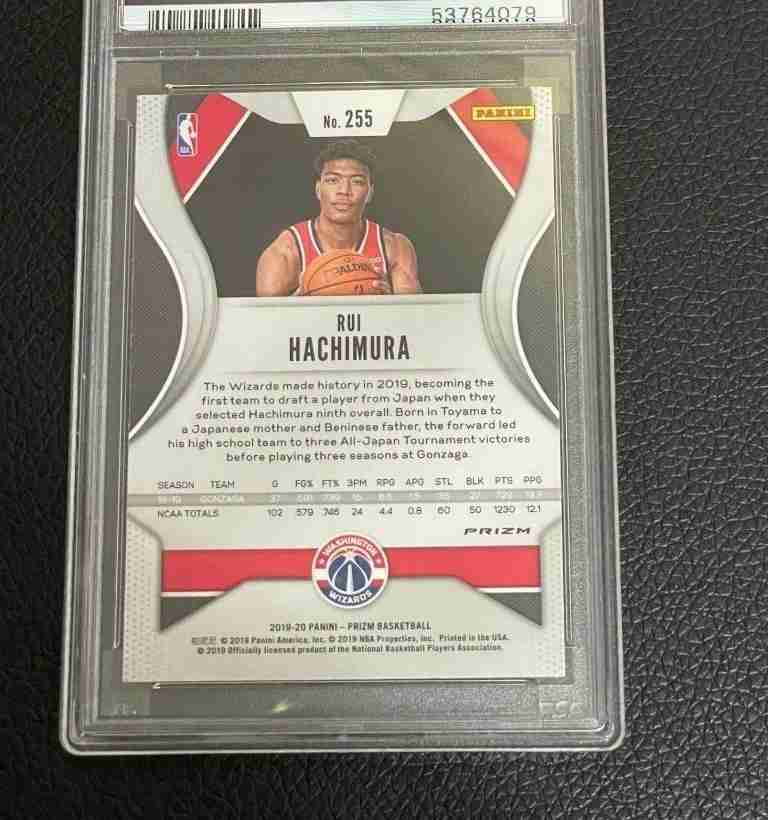 53764079
No. 255
PANINI
NBA
SPALDING
RUI
HACHIMURA
The Wizards made history in 2019, becoming the
first team to draft a player from Japan when they
selected Hachimura ninth overall. Born in Toyama to
a Japanese mother and Beninese father, the forward led
his high school team to three All-Japan Tournament victories
before playing three seasons at Gonzaga.
SEASON TEAM G FG% FT% 3PM RPG APG STL BLK PTS PPG
GONZAGA 37
NCAA TOTALS 102 .579 .746 24 4.4 0.8 60 50 1230 12.1
PRIZM
WASHINGTON
WIZARDS
2019-20 PANINI – PRIZM BASKETBALL
© 2019 Panini America, Inc. © 2019 NBA Properties, Inc. Printed in the USA.
© 2019 Officially licensed product of the National Basketball Players Association.